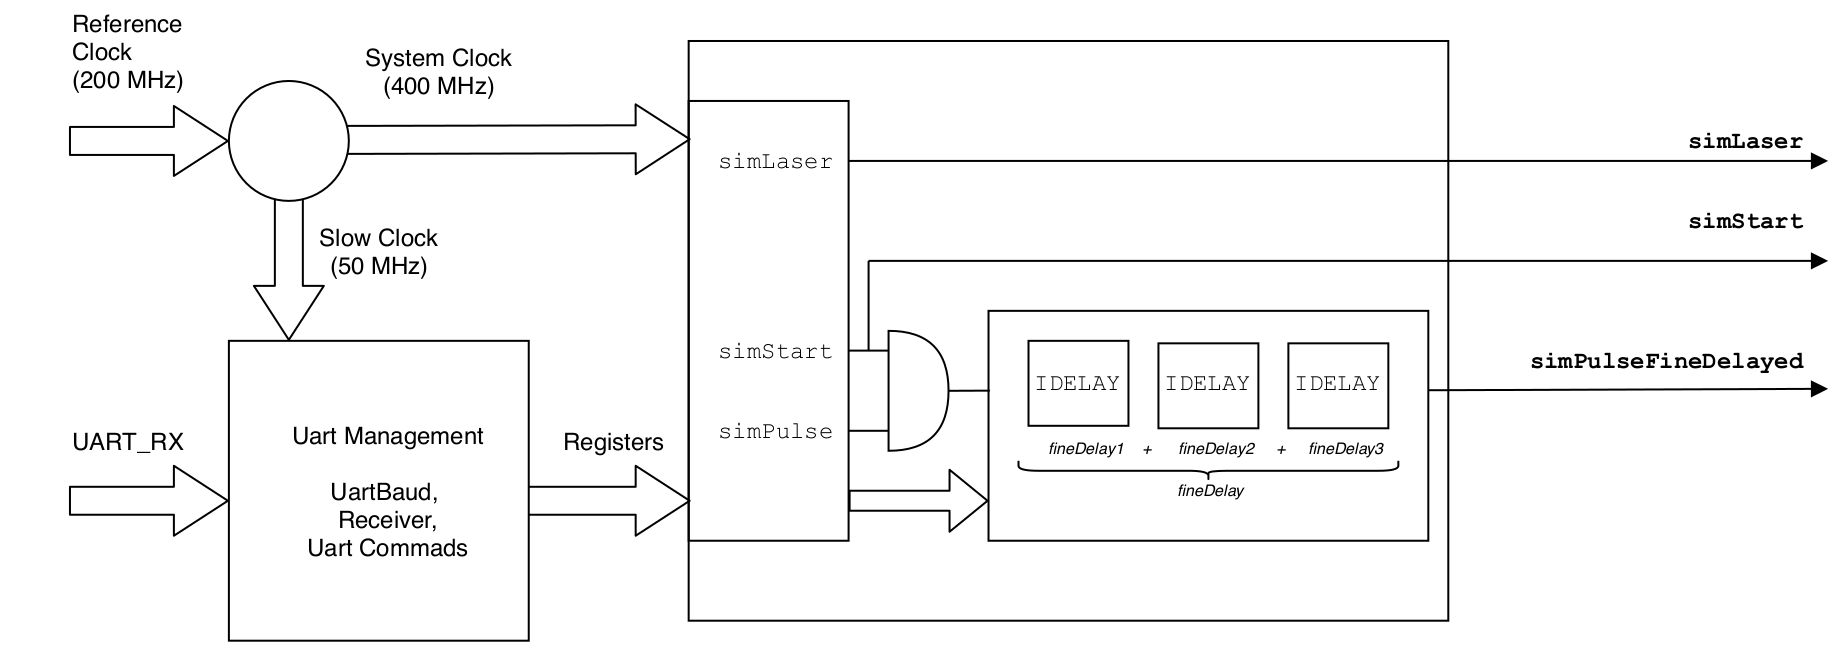 Reference
Clock
(200 MHz)
System Clock
(400 MHz)
simLaser
simLaser
simStart
Slow Clock
(50 MHz)
simStart
simPulse
IDELAY IDELAY IDELAY
fineDelay1 + fineDelay2 + fineDelay3
fineDelay
simPulseFineDelayed
UART_RX
Uart Management
UartBaud,
Receiver,
Uart Commads
Registers